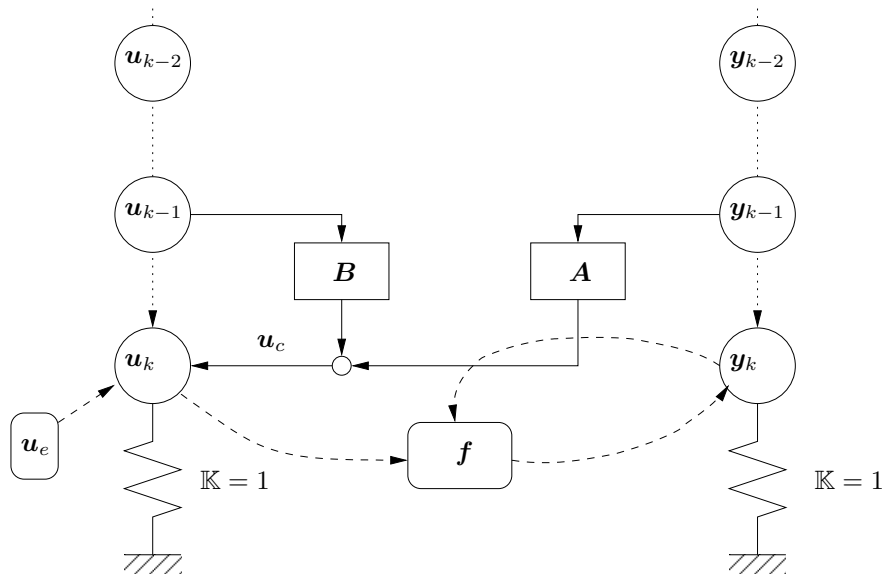 u_{k-2} y_{k-2}
u_{k-1} y_{k-1}
B A
u_c
u_k y_k
u_e f
𝕂 = 1 𝕂 = 1